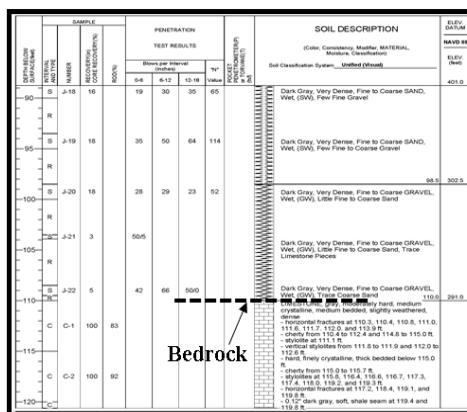 SAMPLE
PENETRATION
TEST RESULTS
Blows per Interval
(inches)
"N"
Value
0-6 6-12 12-18
DEPTH BELOW
SURFACE(feet)
INTERVAL
AND TYPE
NUMBER
RECOVERY(in)
CORE RECOVERY(%)
RQD(%)
POCKET
PENETROMETER(P)
or TORVANE(T)
(tsf)
SOIL DESCRIPTION
(Color, Consistency, Modifier, MATERIAL,
Moisture, Classification)
Soil Classification System Unified (Visual)
ELEV.
DATUM
ELEV.
(feet)
401.0
S J-18 16 19 30 35 65
Dark Gray, Very Dense, Fine to Coarse SAND,
Wet, (SW), Few Fine Gravel
90
R
95
S J-19 18 35 50 64 114
Dark Gray, Very Dense, Fine to Coarse SAND,
Wet, (SW), Few Fine to Coarse Gravel
R
98.5 302.5
S J-20 18 28 29 23 52
Dark Gray, Very Dense, Fine to Coarse GRAVEL,
Wet, (GW), Little Fine to Coarse Sand
100
R
S J-21 3 50/5
Dark Gray, Very Dense, Fine to Coarse GRAVEL,
Wet, (GW), Little Fine to Coarse Sand, Trace
Limestone Pieces
105
R
S J-22 5 42 66 50/0
Dark Gray, Very Dense, Fine to Coarse GRAVEL,
Wet, (GW), Trace Coarse Sand
R
110 110.0 291.0
LIMESTONE, gray, moderately hard, medium
crystalline, medium bedded, slightly weathered,
dense
- horizontal fractures at 110.3, 110.4, 110.8, 111.0,
111.6, 111.7, 112.0, and 113.9 ft
C C-1 100 83
- cherty from 110.4 to 112.4 and 114.8 to 115.0 ft.
- stylolite at 111.1 ft.
- vertical stylolites from 111.8 to 111.9 and 112.0 to
112.6 ft.
Bedrock
115
- hard, finely crystalline, thick bedded below 115.0
ft.
- cherty from 115.0 to 115.7 ft.
C C-2 100 92
- stylolites at 115.8, 116.4, 116.6, 116.7, 117.3,
117.4, 118.0, 119.2, and 119.3 ft
- horizontal fractures at 117.2, 118.4, 119.1, and
119.8 ft
- 0.12" dark gray, soft, shale seam at 119.4 and
119.8 ft
120
C